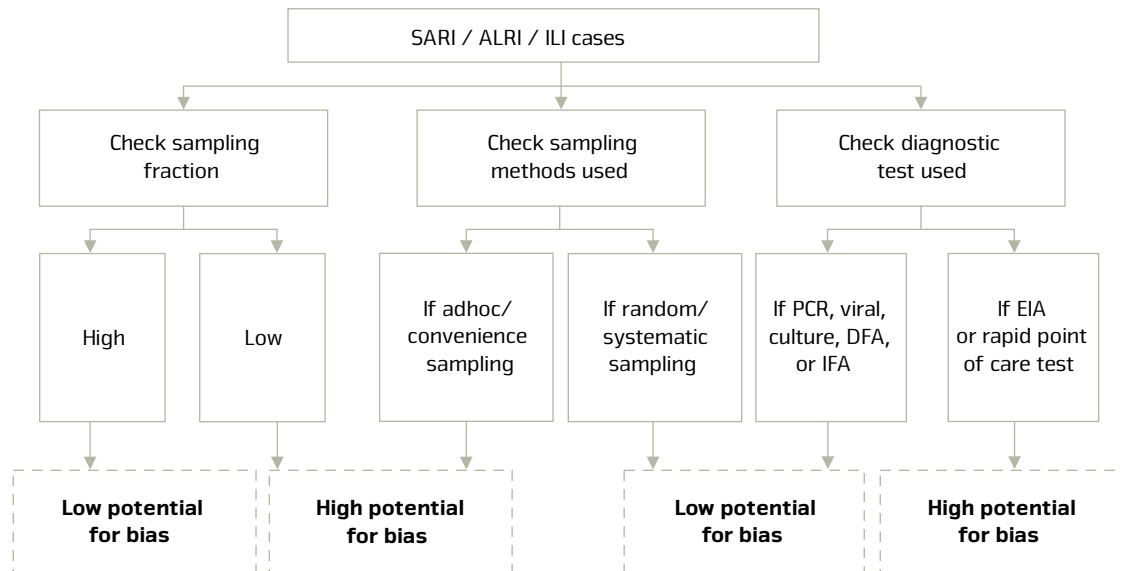 SARI / ALRI / ILI cases
Check sampling
fraction
Check sampling
methods used
Check diagnostic
test used
High
Low
If adhoc/
convenience
sampling
If random/
systematic
sampling
If PCR, viral,
culture, DFA,
or IFA
If EIA
or rapid point
of care test
Low potential
for bias
High potential
for bias
Low potential
for bias
High potential
for bias